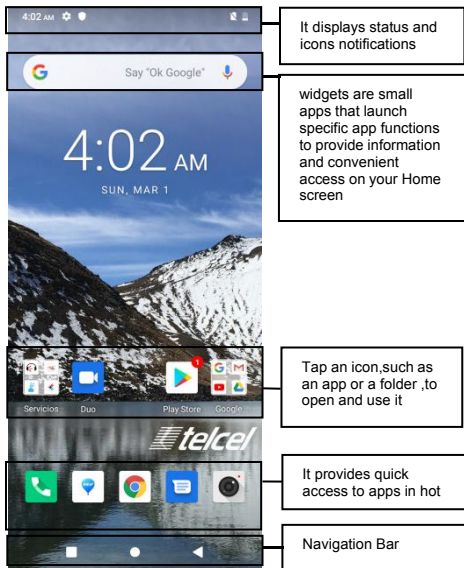 4:02 AM
It displays status and
icons notifications
Say "Ok Google"
widgets are small
apps that launch
specific app functions
to provide information
and convenient
access on your Home
screen
4:02 AM
SUN, MAR 1
1
Servicios Duo Play Store Google
Tap an icon,such as
an app or a folder ,to
open and use it
telcel
It provides quick
access to apps in hot
Navigation Bar